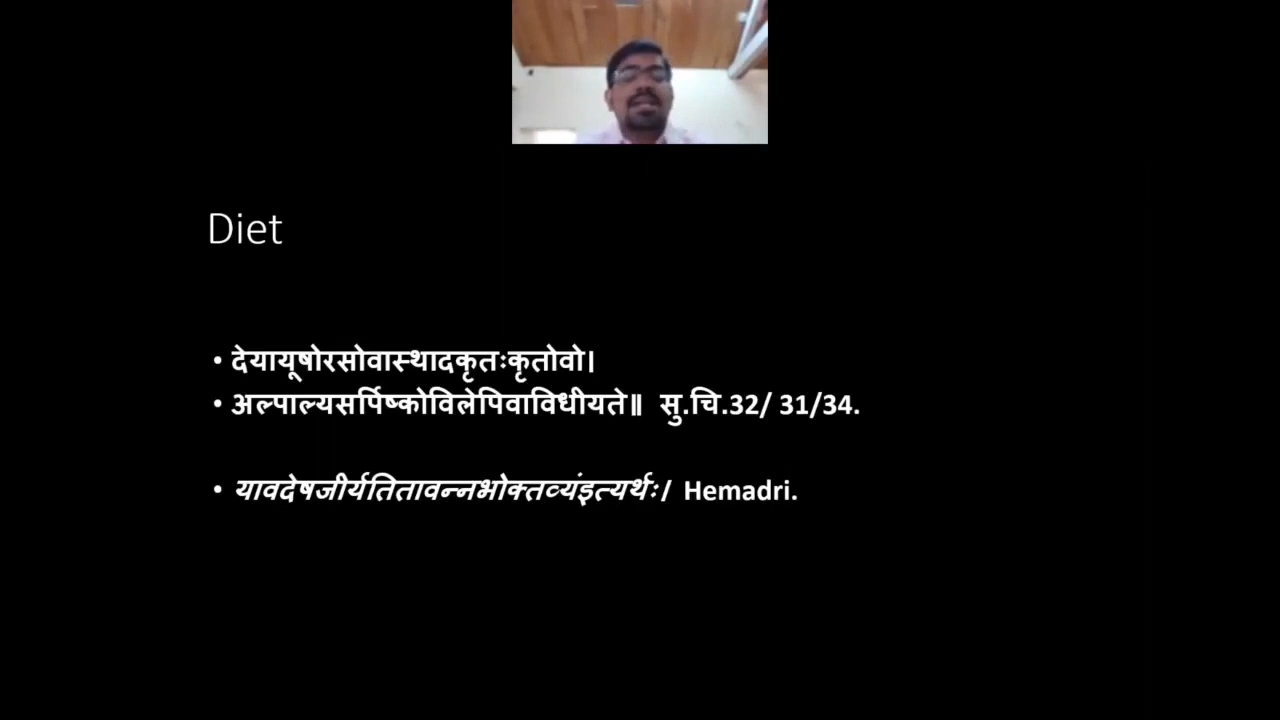 Diet
• देयायूषोरसोवास्थादकृतःकृतोवो।
• अल्पाल्यसर्पिष्कोविलेपिवाविधीयते॥ सु.चि.32/ 31/34.
• यावदेषजीर्यतितावन्नभोक्तव्यंइत्यर्थः/ Hemadri.